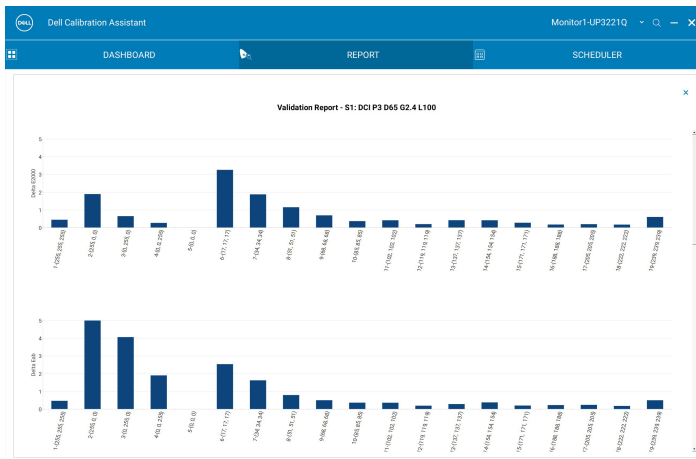 DELL Dell Calibration Assistant Monitor1-UP3221Q
DASHBOARD REPORT SCHEDULER
Validation Report - S1: DCI P3 D65 G2.4 L100
5
4
3
2
1
0
Delta E2000
1-(255, 255, 255)
2-(255, 0, 0)
3-(0, 255, 0)
4-(0, 0, 255)
5-(0, 0, 0)
6-(17, 17, 17)
7-(34, 34, 34)
8-(51, 51, 51)
9-(68, 68, 68)
10-(85, 85, 85)
11-(102, 102, 102)
12-(119, 119, 119)
13-(137, 137, 137)
14-(154, 154, 154)
15-(171, 171, 171)
16-(188, 188, 188)
17-(205, 205, 205)
18-(222, 222, 222)
19-(239, 239, 239)
5
4
3
2
1
0
Delta Eab
1-(255, 255, 255)
2-(255, 0, 0)
3-(0, 255, 0)
4-(0, 0, 255)
5-(0, 0, 0)
6-(17, 17, 17)
7-(34, 34, 34)
8-(51, 51, 51)
9-(68, 68, 68)
10-(85, 85, 85)
11-(102, 102, 102)
12-(119, 119, 119)
13-(137, 137, 137)
14-(154, 154, 154)
15-(171, 171, 171)
16-(188, 188, 188)
17-(205, 205, 205)
18-(222, 222, 222)
19-(239, 239, 239)